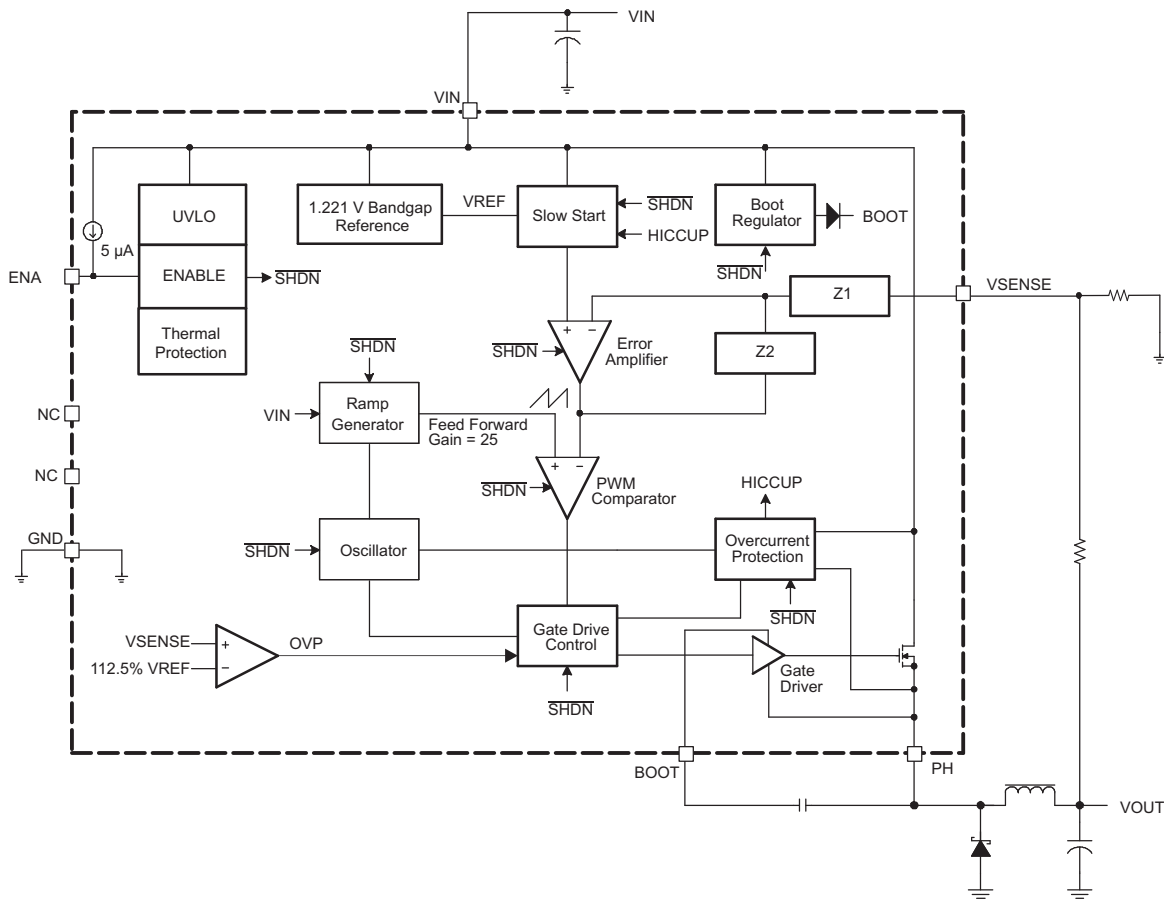 VIN
VIN
UVLO
1.221 V Bandgap
Reference
VREF
Slow Start
SHDN
HICCUP
Boot
Regulator
BOOT
SHDN
5 µA
ENA
ENABLE
SHDN
Thermal
Protection
Z1
VSENSE
Z2
+ −
SHDN
Error
Amplifier
SHDN
VIN
Ramp
Generator
Feed Forward
Gain = 25
NC
NC
+ −
SHDN
PWM
Comparator
HICCUP
GND
SHDN
Oscillator
Overcurrent
Protection
SHDN
VSENSE
+
112.5% VREF
−
OVP
Gate Drive
Control
SHDN
Gate
Driver
BOOT
PH
VOUT